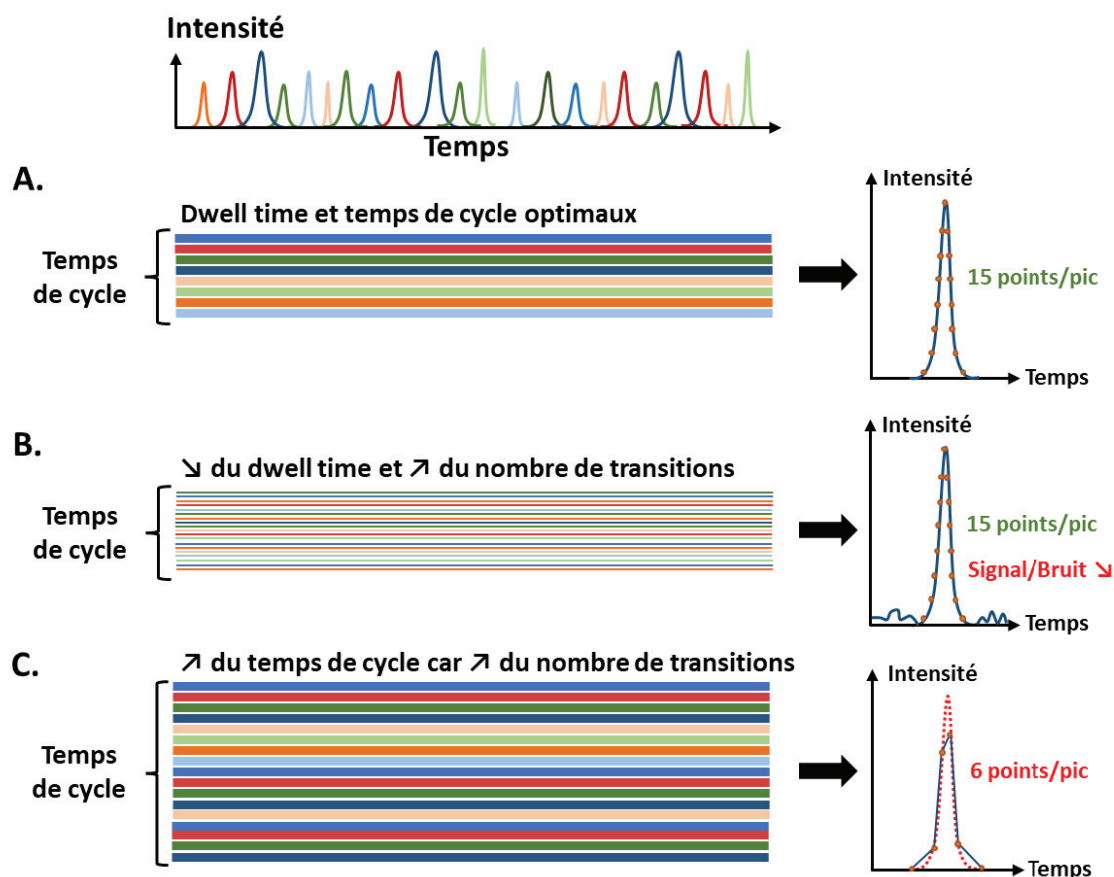 Intensité
Temps
A.
Dwell time et temps de cycle optimaux
Temps
de cycle
Intensité
15 points/pic
Temps
B.
↘ du dwell time et ↗ du nombre de transitions
Temps
de cycle
Intensité
15 points/pic
Signal/Bruit ↘
Temps
C.
↗ du temps de cycle car ↗ du nombre de transitions
Temps
de cycle
Intensité
6 points/pic
Temps